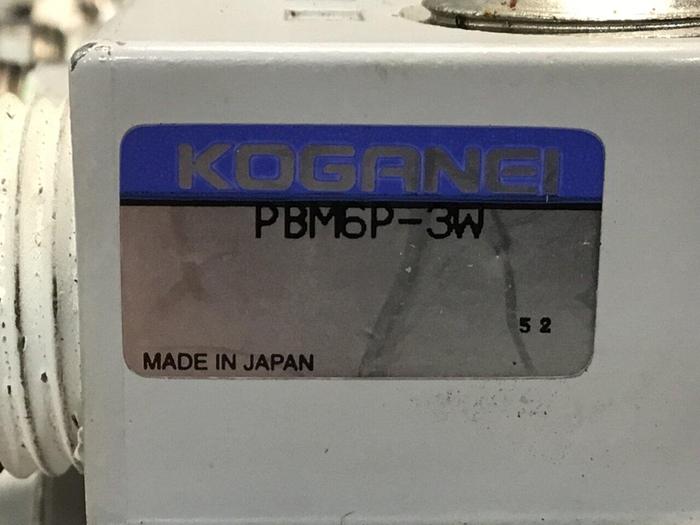 KOGANEI
PBM6P-3W
52
MADE IN JAPAN